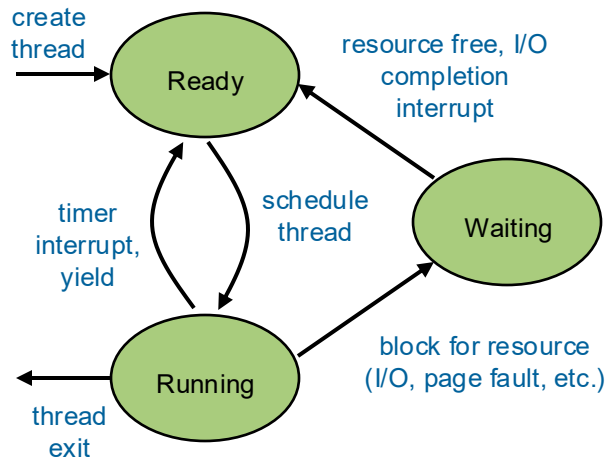 create
thread
Ready
resource free, I/O
completion
interrupt
timer
interrupt,
yield
schedule
thread
Waiting
Running
block for resource
(I/O, page fault, etc.)
thread
exit